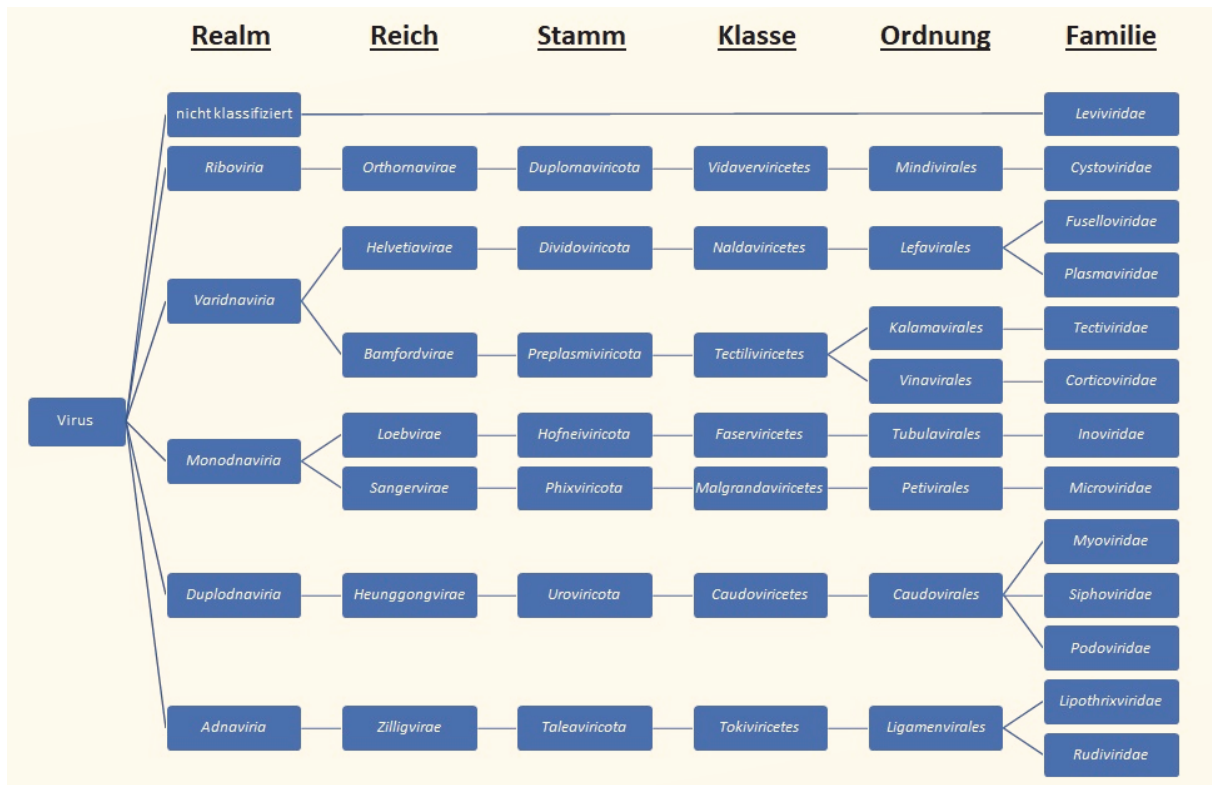 Realm Reich Stamm Klasse Ordnung Familie
nicht klassifiziert Leviviridae
Riboviria Orthornavirae Duplornaviricota Vidaverviricetes Mindivirales Cystoviridae
Fuselloviridae
Helvetiavirae Dividoviricota Naldaviricetes Lefavirales
Plasmaviridae
Varidnaviria
Kalamavirales Tectiviridae
Bamfordvirae Preplasmiviricota Tectiliviricetes
Vinavirales Corticoviridae
Virus
Loebvirae Hofneiviricota Faserviricetes Tubulavirales Inoviridae
Monodnaviria
Sangervirae Phixviricota Malgrandaviricetes Petivirales Microviridae
Myoviridae
Duplodnaviria Heunggongvirae Uroviricota Caudoviricetes Caudovirales Siphoviridae
Podoviridae
Lipothrixviridae
Adnaviria Zilligvirae Taleaviricota Tokiviricetes Ligamenvirales
Rudiviridae